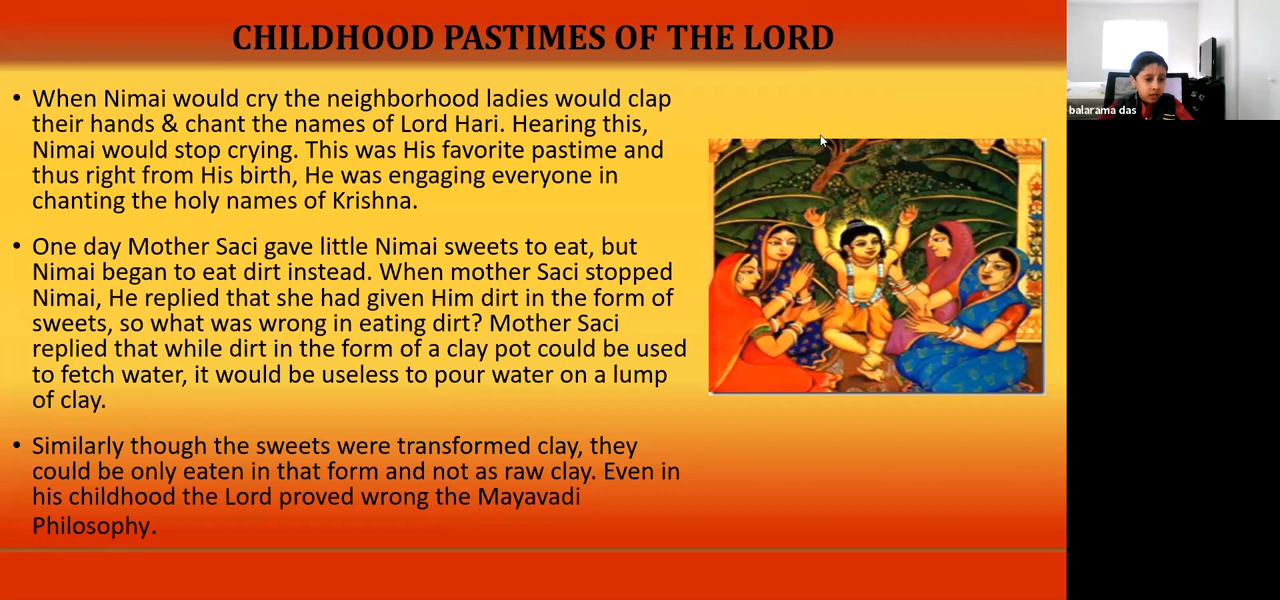 CHILDHOOD PASTIMES OF THE LORD
• When Nimai would cry the neighborhood ladies would clap
their hands & chant the names of Lord Hari. Hearing this,
Nimai would stop crying. This was His favorite pastime and
thus right from His birth, He was engaging everyone in
chanting the holy names of Krishna.
• One day Mother Saci gave little Nimai sweets to eat, but
Nimai began to eat dirt instead. When mother Saci stopped
Nimai, He replied that she had given Him dirt in the form of
sweets, so what was wrong in eating dirt? Mother Saci
replied that while dirt in the form of a clay pot could be used
to fetch water, it would be useless to pour water on a lump
of clay.
• Similarly though the sweets were transformed clay, they
could be only eaten in that form and not as raw clay. Even in
his childhood the Lord proved wrong the Mayavadi
Philosophy.
balarama das